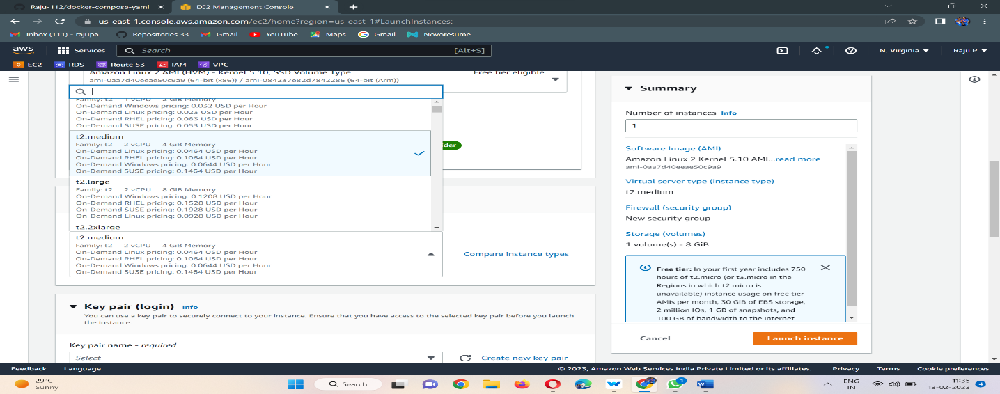 Raju-112/docker-compose-yaml
EC2 Management Console
us-east-1.console.aws.amazon.com/ec2/home?region=us-east-1#LaunchInstances:
Inbox (111) - rajupa...
Repositories 33
Gmail
YouTube
Maps
Gmail
Novorésumé
aws
Services
Search
[Alt+S]
N. Virginia
Raju P
EC2
RDS
Route 53
IAM
VPC
Amazon Linux 2 AMI (HVM) - Kernel 5.10, SSD Volume Type
Free tier eligible
ami-0aa7d40eeae50c9a9 (64-bit (x86)) / ami-084237e82d7842286 (64-bit (Arm))
Family: t2 1 vCPU 2 GiB Memory
On-Demand Windows pricing: 0.032 USD per Hour
On-Demand Linux pricing: 0.023 USD per Hour
On-Demand RHEL pricing: 0.083 USD per Hour
On-Demand SUSE pricing: 0.053 USD per Hour
t2.medium
Family: t2 2 vCPU 4 GiB Memory
On-Demand Linux pricing: 0.0464 USD per Hour
On-Demand RHEL pricing: 0.1064 USD per Hour
On-Demand Windows pricing: 0.0644 USD per Hour
On-Demand SUSE pricing: 0.1464 USD per Hour
der
t2.large
Family: t2 2 vCPU 8 GiB Memory
On-Demand Windows pricing: 0.1208 USD per Hour
On-Demand RHEL pricing: 0.1528 USD per Hour
On-Demand SUSE pricing: 0.1928 USD per Hour
On-Demand Linux pricing: 0.0928 USD per Hour
t2.2xlarge
t2.medium
Family: t2 2 vCPU 4 GiB Memory
On-Demand Linux pricing: 0.0464 USD per Hour
On-Demand RHEL pricing: 0.1064 USD per Hour
On-Demand Windows pricing: 0.0644 USD per Hour
On-Demand SUSE pricing: 0.1464 USD per Hour
Compare instance types
Key pair (login) Info
You can use a key pair to securely connect to your instance. Ensure that you have access to the selected key pair before you launch
the instance.
Key pair name - required
Select
Create new key pair
Summary
Number of instances Info
1
Software Image (AMI)
Amazon Linux 2 Kernel 5.10 AMI...read more
ami-0aa7d40eeae50c9a9
Virtual server type (instance type)
t2.medium
Firewall (security group)
New security group
Storage (volumes)
1 volume(s) - 8 GiB
Free tier: In your first year includes 750
hours of t2.micro (or t3.micro in the
Regions in which t2.micro is
unavailable) instance usage on free tier
AMIs per month, 30 GiB of EBS storage,
2 million IOs, 1 GB of snapshots, and
100 GB of bandwidth to the internet.
Cancel
Launch instance
Feedback
Language
© 2023, Amazon Web Services India Private Limited or its affiliates.
Privacy
Terms
Cookie preferences
29°C
Sunny
Search
1
ENG
IN
11:35
13-02-2023
4